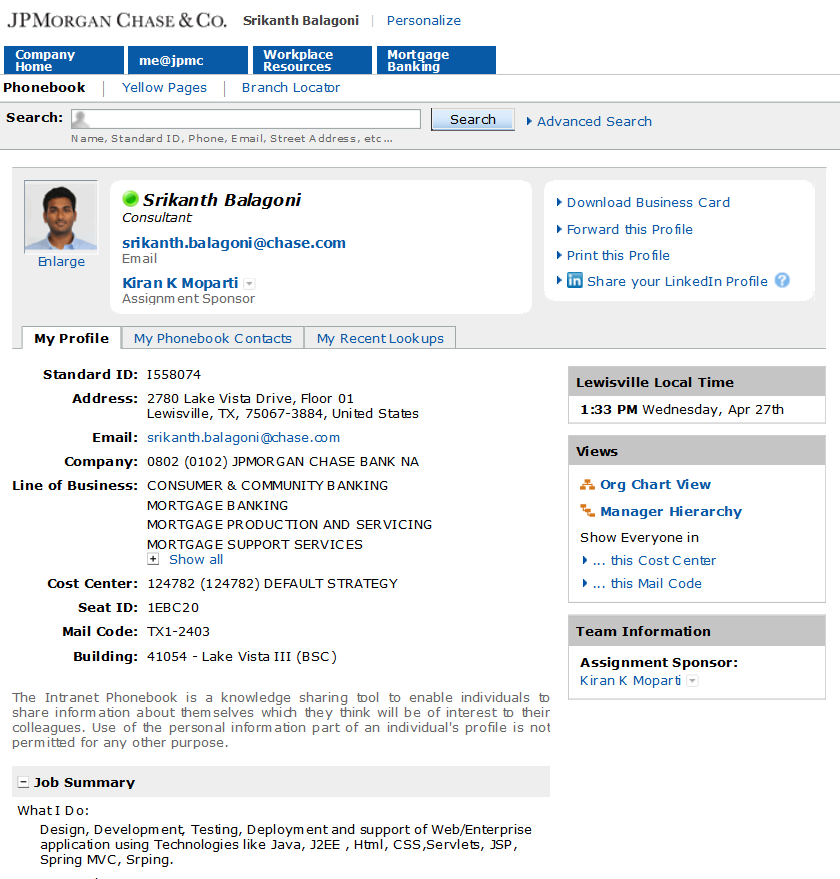 JPMORGAN CHASE & CO. Srikanth Balagoni Personalize
Company Home
me@jpmc
Workplace Resources
Mortgage Banking
Phonebook Yellow Pages Branch Locator
Search: Search Advanced Search
Name, Standard ID, Phone, Email, Street Address, etc...
Enlarge
Srikanth Balagoni
Consultant
srikanth.balagoni@chase.com
Email
Kiran K Moparti
Assignment Sponsor
Download Business Card
Forward this Profile
Print this Profile
in Share your LinkedIn Profile ?
My Profile My Phonebook Contacts My Recent Lookups
Standard ID: I558074
Address: 2780 Lake Vista Drive, Floor 01
Lewisville, TX, 75067-3884, United States
Email: srikanth.balagoni@chase.com
Company: 0802 (0102) JPMORGAN CHASE BANK NA
Line of Business: CONSUMER & COMMUNITY BANKING
MORTGAGE BANKING
MORTGAGE PRODUCTION AND SERVICING
MORTGAGE SUPPORT SERVICES
+ Show all
Cost Center: 124782 (124782) DEFAULT STRATEGY
Seat ID: 1EBC20
Mail Code: TX1-2403
Building: 41054 - Lake Vista III (BSC)
Lewisville Local Time
1:33 PM Wednesday, Apr 27th
Views
Org Chart View
Manager Hierarchy
Show Everyone in
... this Cost Center
... this Mail Code
Team Information
Assignment Sponsor:
Kiran K Moparti
The Intranet Phonebook is a knowledge sharing tool to enable individuals to
share information about themselves which they think will be of interest to their
colleagues. Use of the personal information part of an individual's profile is not
permitted for any other purpose.
Job Summary
What I Do:
Design, Development, Testing, Deployment and support of Web/Enterprise
application using Technologies like Java, J2EE , Html, CSS,Servlets, JSP,
Spring MVC, Srping.